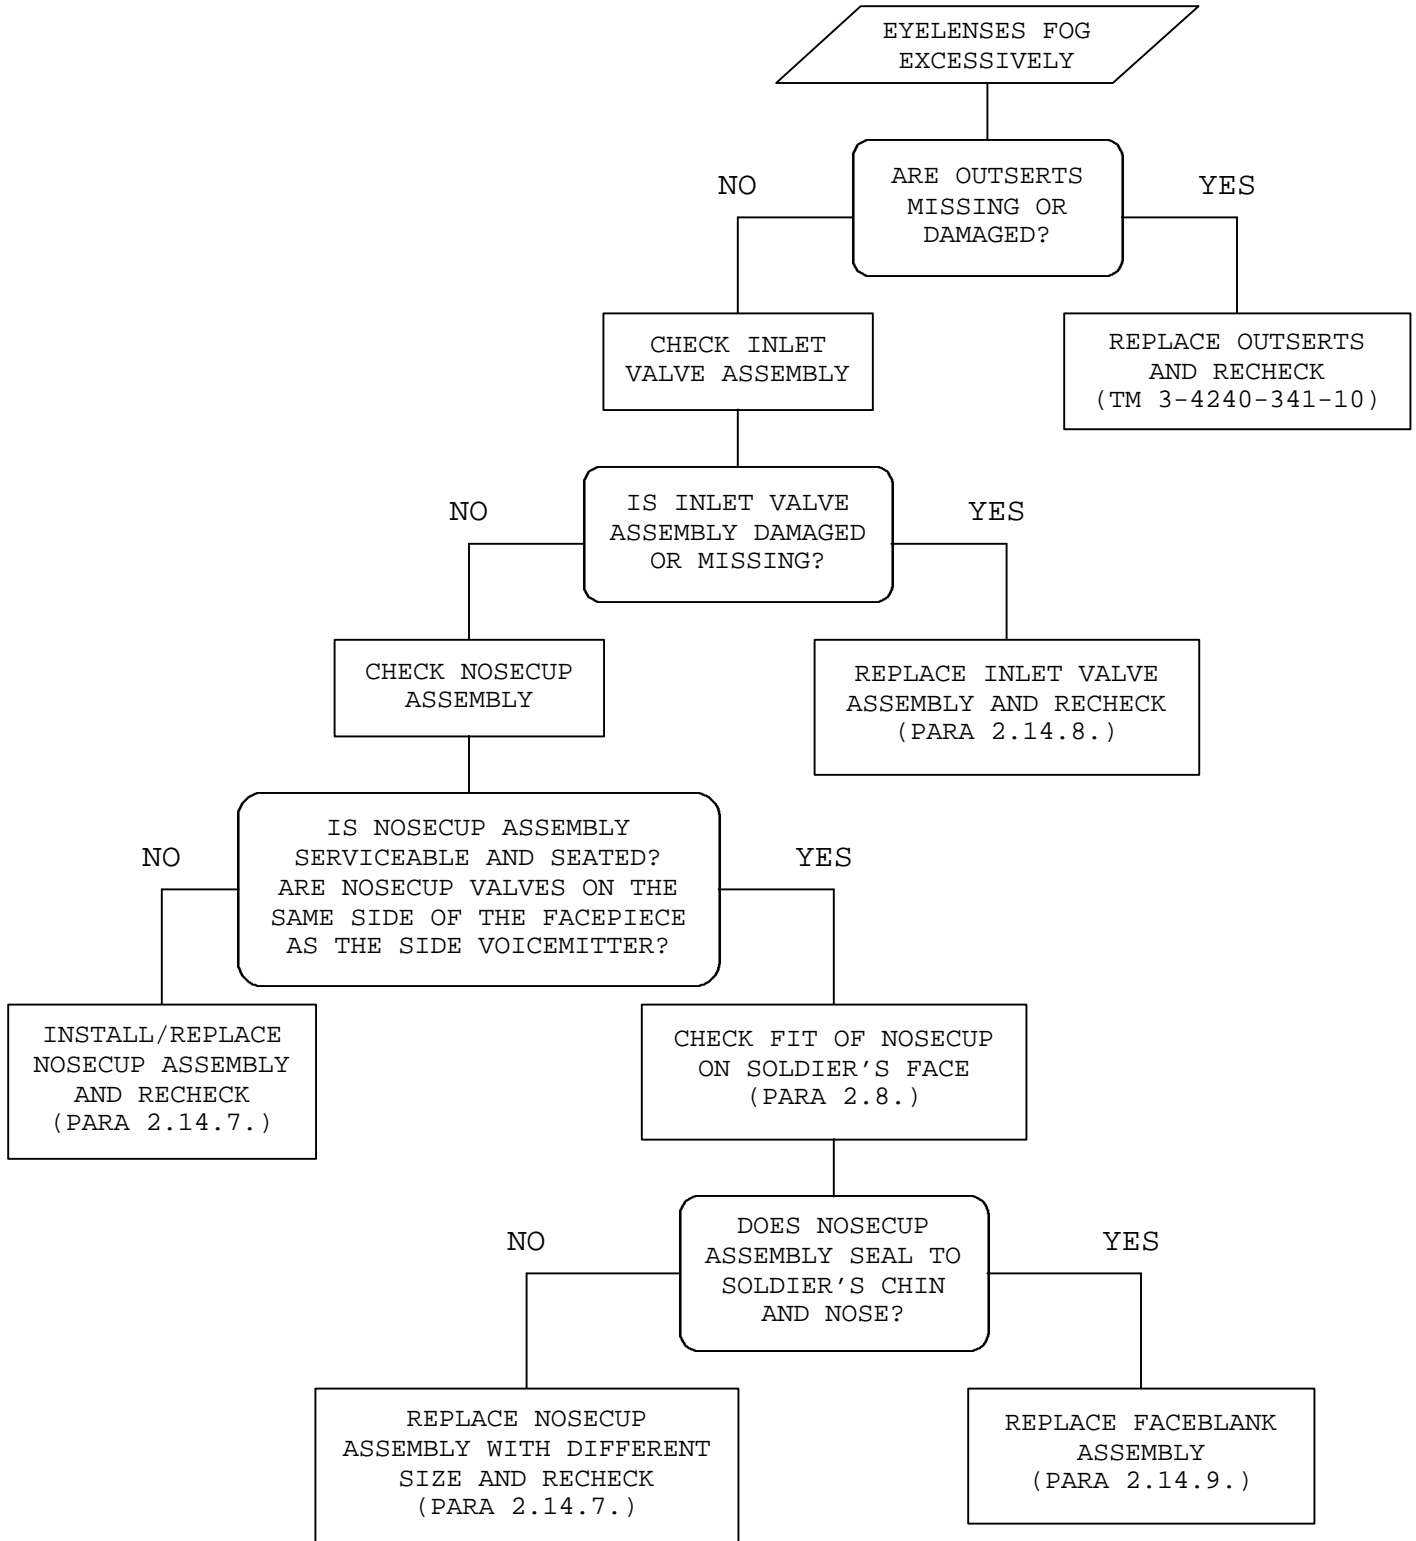 EYELENSES FOG
EXCESSIVELY
ARE OUTSERTS
MISSING OR
DAMAGED?
NO
YES
CHECK INLET
VALVE ASSEMBLY
REPLACE OUTSERTS
AND RECHECK
(TM 3-4240-341-10)
IS INLET VALVE
ASSEMBLY DAMAGED
OR MISSING?
NO
YES
CHECK NOSECUP
ASSEMBLY
REPLACE INLET VALVE
ASSEMBLY AND RECHECK
(PARA 2.14.8.)
IS NOSECUP ASSEMBLY
SERVICEABLE AND SEATED?
ARE NOSECUP VALVES ON THE
SAME SIDE OF THE FACEPIECE
AS THE SIDE VOICEMITTER?
NO
YES
INSTALL/REPLACE
NOSECUP ASSEMBLY
AND RECHECK
(PARA 2.14.7.)
CHECK FIT OF NOSECUP
ON SOLDIER'S FACE
(PARA 2.8.)
DOES NOSECUP
ASSEMBLY SEAL TO
SOLDIER'S CHIN
AND NOSE?
NO
YES
REPLACE NOSECUP
ASSEMBLY WITH DIFFERENT
SIZE AND RECHECK
(PARA 2.14.7.)
REPLACE FACEBLANK
ASSEMBLY
(PARA 2.14.9.)